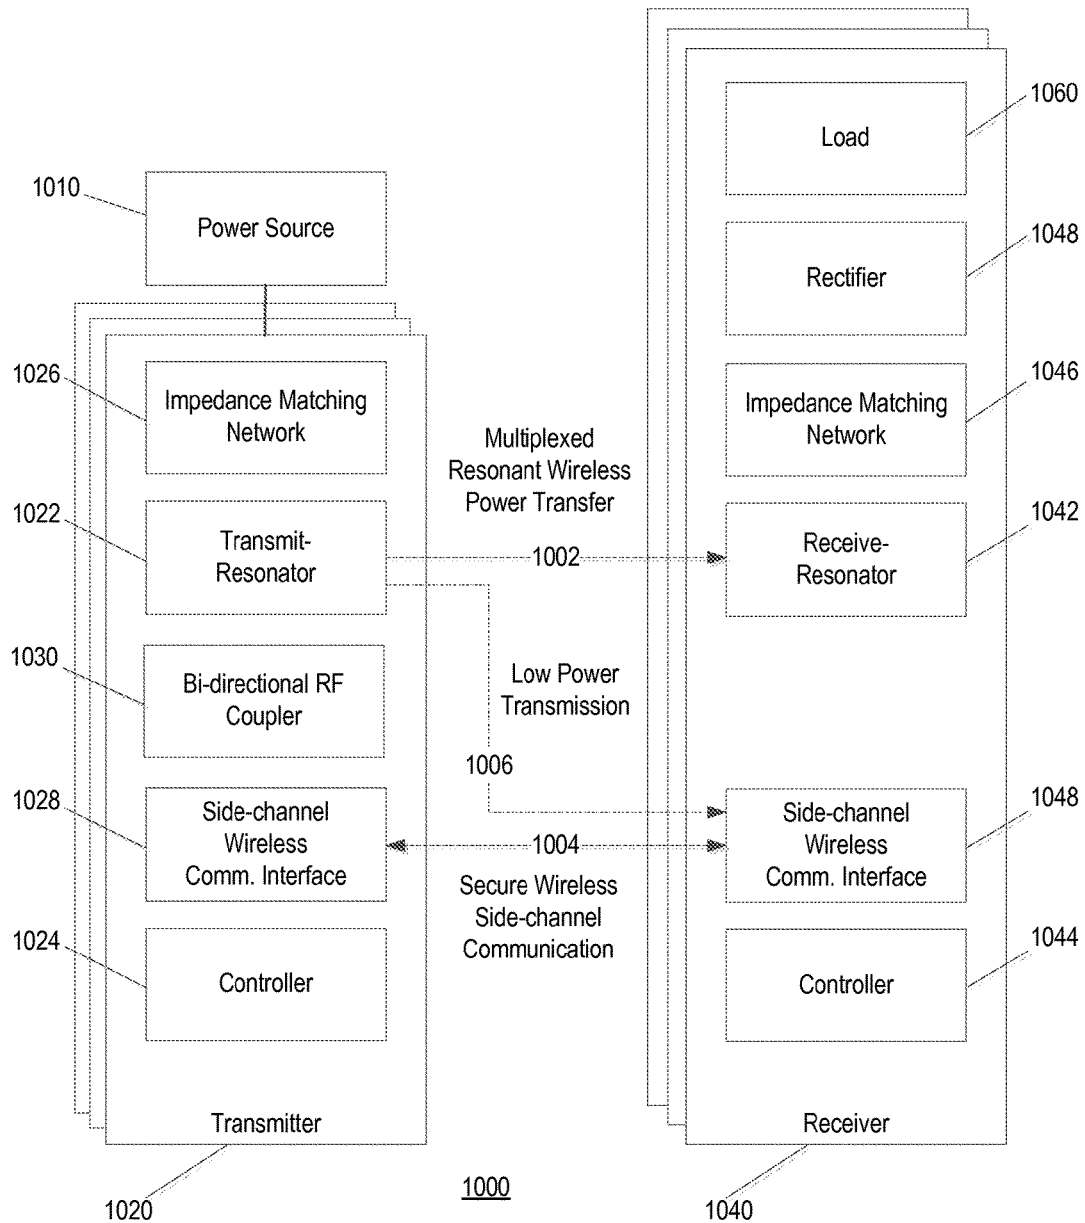 1060
Load
1010
Power Source
1048
Rectifier
1026
Impedance Matching
Network
1046
Impedance Matching
Network
Multiplexed
Resonant Wireless
Power Transfer
1022
Transmit-
Resonator
1002
1042
Receive-
Resonator
1030
Bi-directional RF
Coupler
Low Power
Transmission
1006
1028
Side-channel
Wireless
Comm. Interface
1004
1048
Side-channel
Wireless
Comm. Interface
Secure Wireless
Side-channel
Communication
1024
Controller
1044
Controller
Transmitter
Receiver
1020
1000
1040